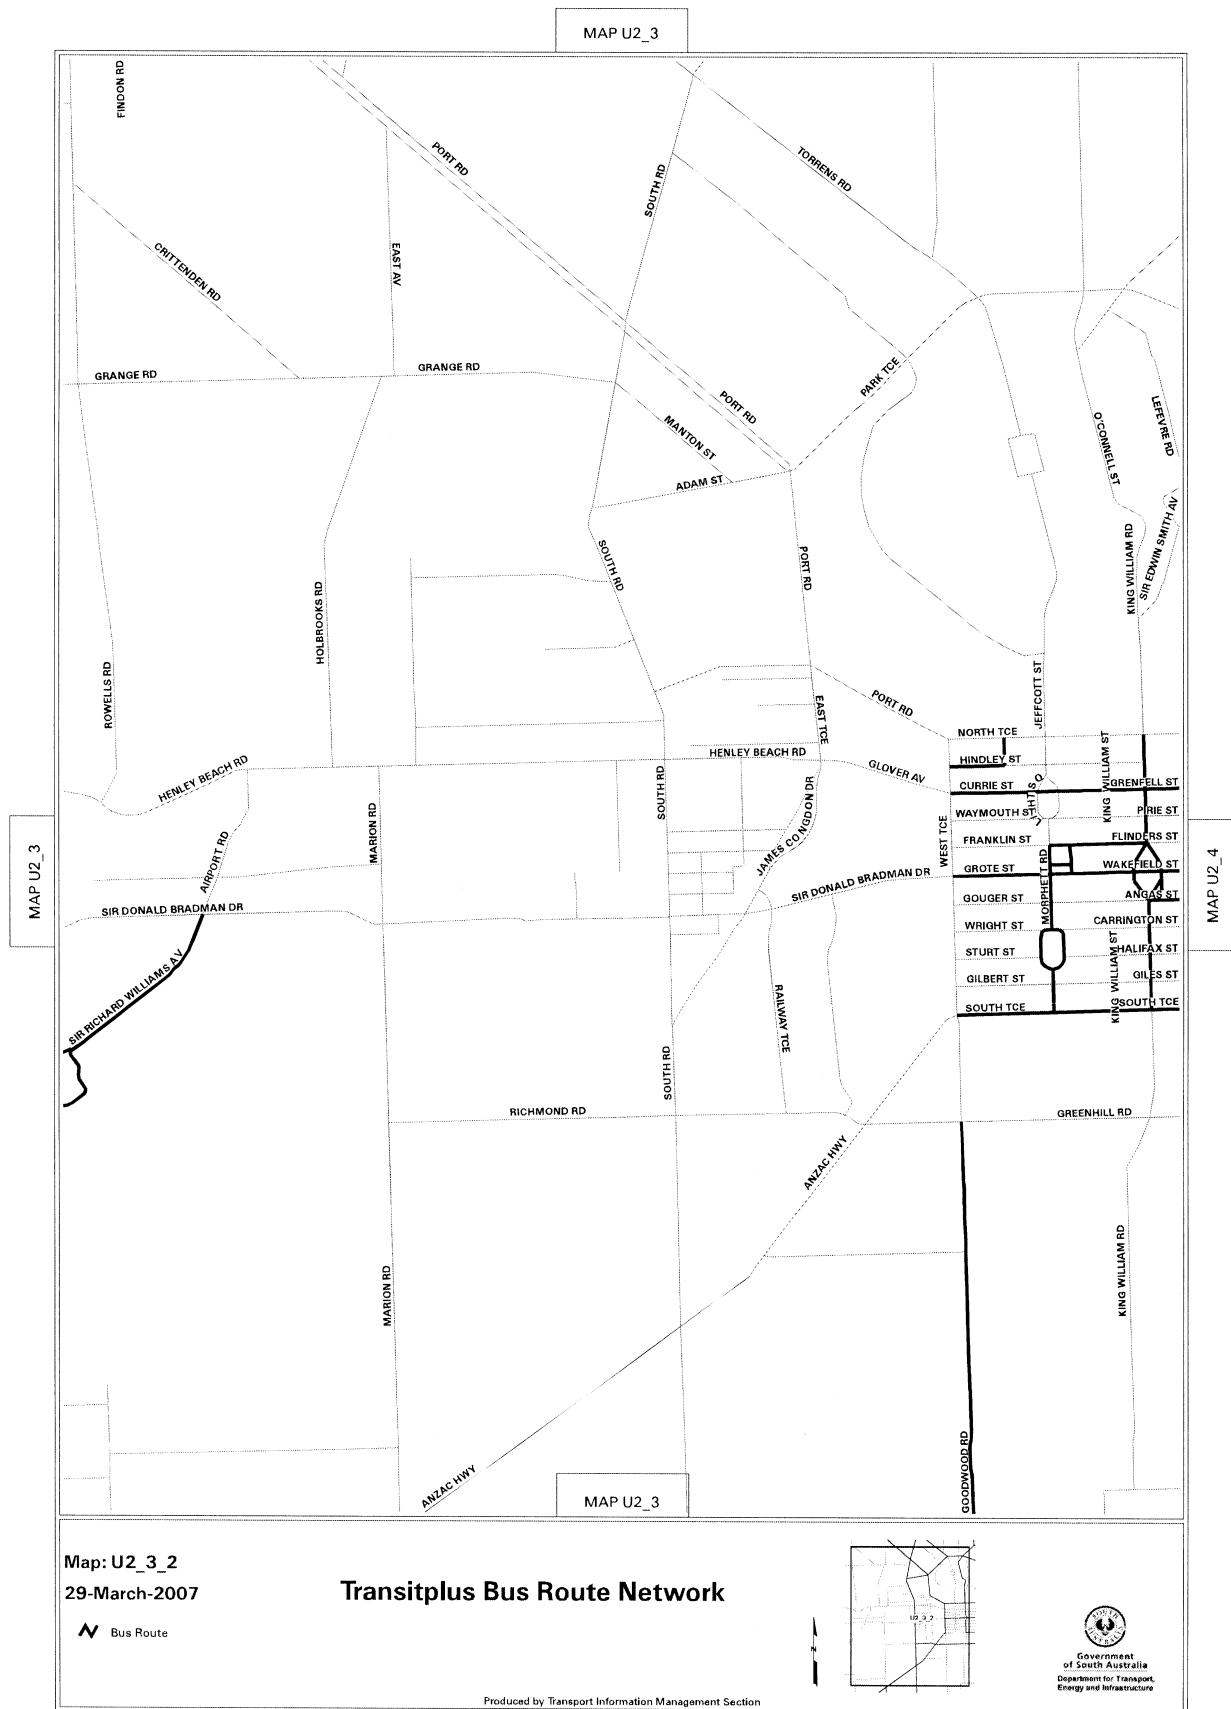 MAP U2_3
FINDON RD
PORT RD
TORRENS RD
SOUTH RD
CRITTENDEN RD
EAST AV
GRANGE RD
GRANGE RD
PARK TCE
PORT RD
MANTON ST
LEFEVRE RD
O'CONNELL ST
ADAM ST
SOUTH RD
PORT RD
KING WILLIAM RD
SIR EDWIN SMITH AV
HOLBROOKS RD
ROWELLS RD
JEFFCOTT ST
PORT RD
EAST TCE
NORTH TCE
HENLEY BEACH RD
HENLEY BEACH RD
HINDLEY ST
KING WILLIAM ST
GLOVER AV
CURRIE ST
GRENFELL ST
LIGHT SQ
SOUTH RD
MARION RD
JAMES CONGDON DR
WEST TCE
WAYMOUTH ST
PIRIE ST
FRANKLIN ST
FLINDERS ST
AIRPORT RD
MORPHETT RD
GROTE ST
WAKEFIELD ST
MAP U2_3
MAP U2_4
SIR DONALD BRADMAN DR
SIR DONALD BRADMAN DR
GOUGER ST
ANGAS ST
WRIGHT ST
CARRINGTON ST
STURT ST
HALIFAX ST
KING WILLIAM ST
GILBERT ST
GILES ST
SIR RICHARD WILLIAMS AV
SOUTH TCE
SOUTH TCE
RAILWAY TCE
SOUTH RD
RICHMOND RD
GREENHILL RD
ANZAC HWY
KING WILLIAM RD
MARION RD
GOODWOOD RD
ANZAC HWY
MAP U2_3
Map: U2_3_2
29-March-2007
Transitplus Bus Route Network
Bus Route
N
U2_3_2
SOUTH
AUSTRALIA
Government
of South Australia
Department for Transport,
Energy and Infrastructure
Produced by Transport Information Management Section